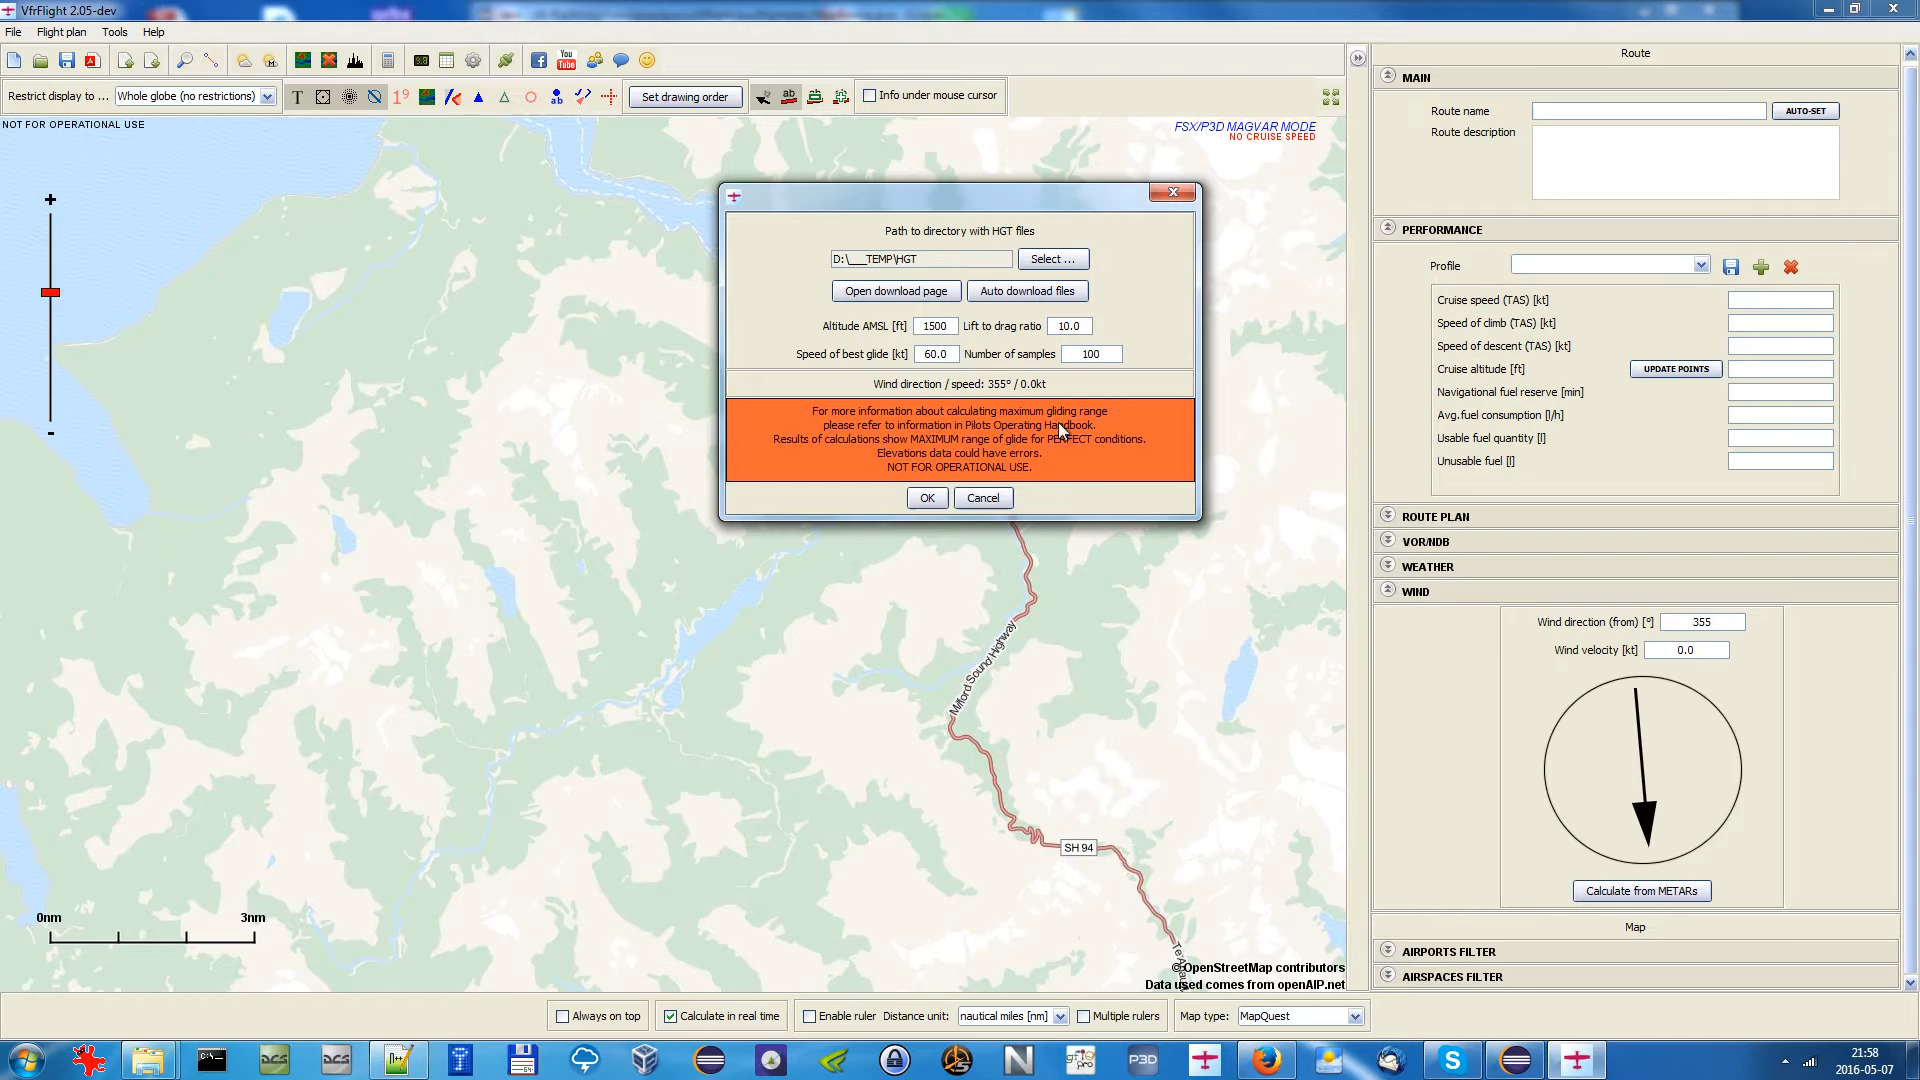 VfrFlight 2.05-dev
File Flight plan Tools Help
Restrict display to ... Whole globe (no restrictions) Set drawing order Info under mouse cursor
NOT FOR OPERATIONAL USE
FSX/P3D MAGVAR MODE
NO CRUISE SPEED
+
-
Path to directory with HGT files
D:\___TEMP\HGT Select ...
Open download page Auto download files
Altitude AMSL [ft] 1500 Lift to drag ratio 10.0
Speed of best glide [kt] 60.0 Number of samples 100
Wind direction / speed: 355° / 0.0kt
For more information about calculating maximum gliding range
please refer to information in Pilots Operating Handbook.
Results of calculations show MAXIMUM range of glide for PERFECT conditions.
Elevations data could have errors.
NOT FOR OPERATIONAL USE.
OK Cancel
Milford Sound Highway
SH 94
0nm 3nm
© OpenStreetMap contributors
Data used comes from openAIP.net
Route
MAIN
Route name AUTO-SET
Route description
PERFORMANCE
Profile
Cruise speed (TAS) [kt]
Speed of climb (TAS) [kt]
Speed of descent (TAS) [kt]
Cruise altitude [ft] UPDATE POINTS
Navigational fuel reserve [min]
Avg.fuel consumption [l/h]
Usable fuel quantity [l]
Unusable fuel [l]
ROUTE PLAN
VOR/NDB
WEATHER
WIND
Wind direction (from) [°] 355
Wind velocity [kt] 0.0
Calculate from METARs
Map
AIRPORTS FILTER
AIRSPACES FILTER
Always on top Calculate in real time Enable ruler Distance unit: nautical miles [nm] Multiple rulers Map type: MapQuest
21:58
2016-05-07